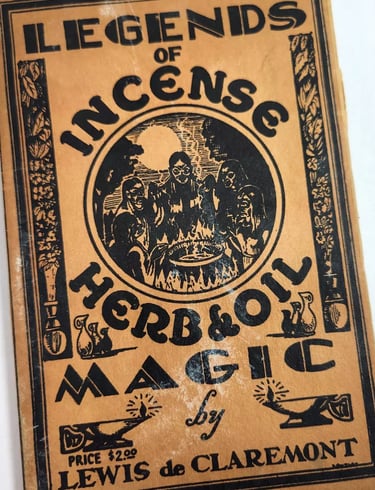 LEGENDS
OF
INCENSE
HERB & OIL
MAGIC
by
PRICE $2.00
LEWIS de CLAREMONT